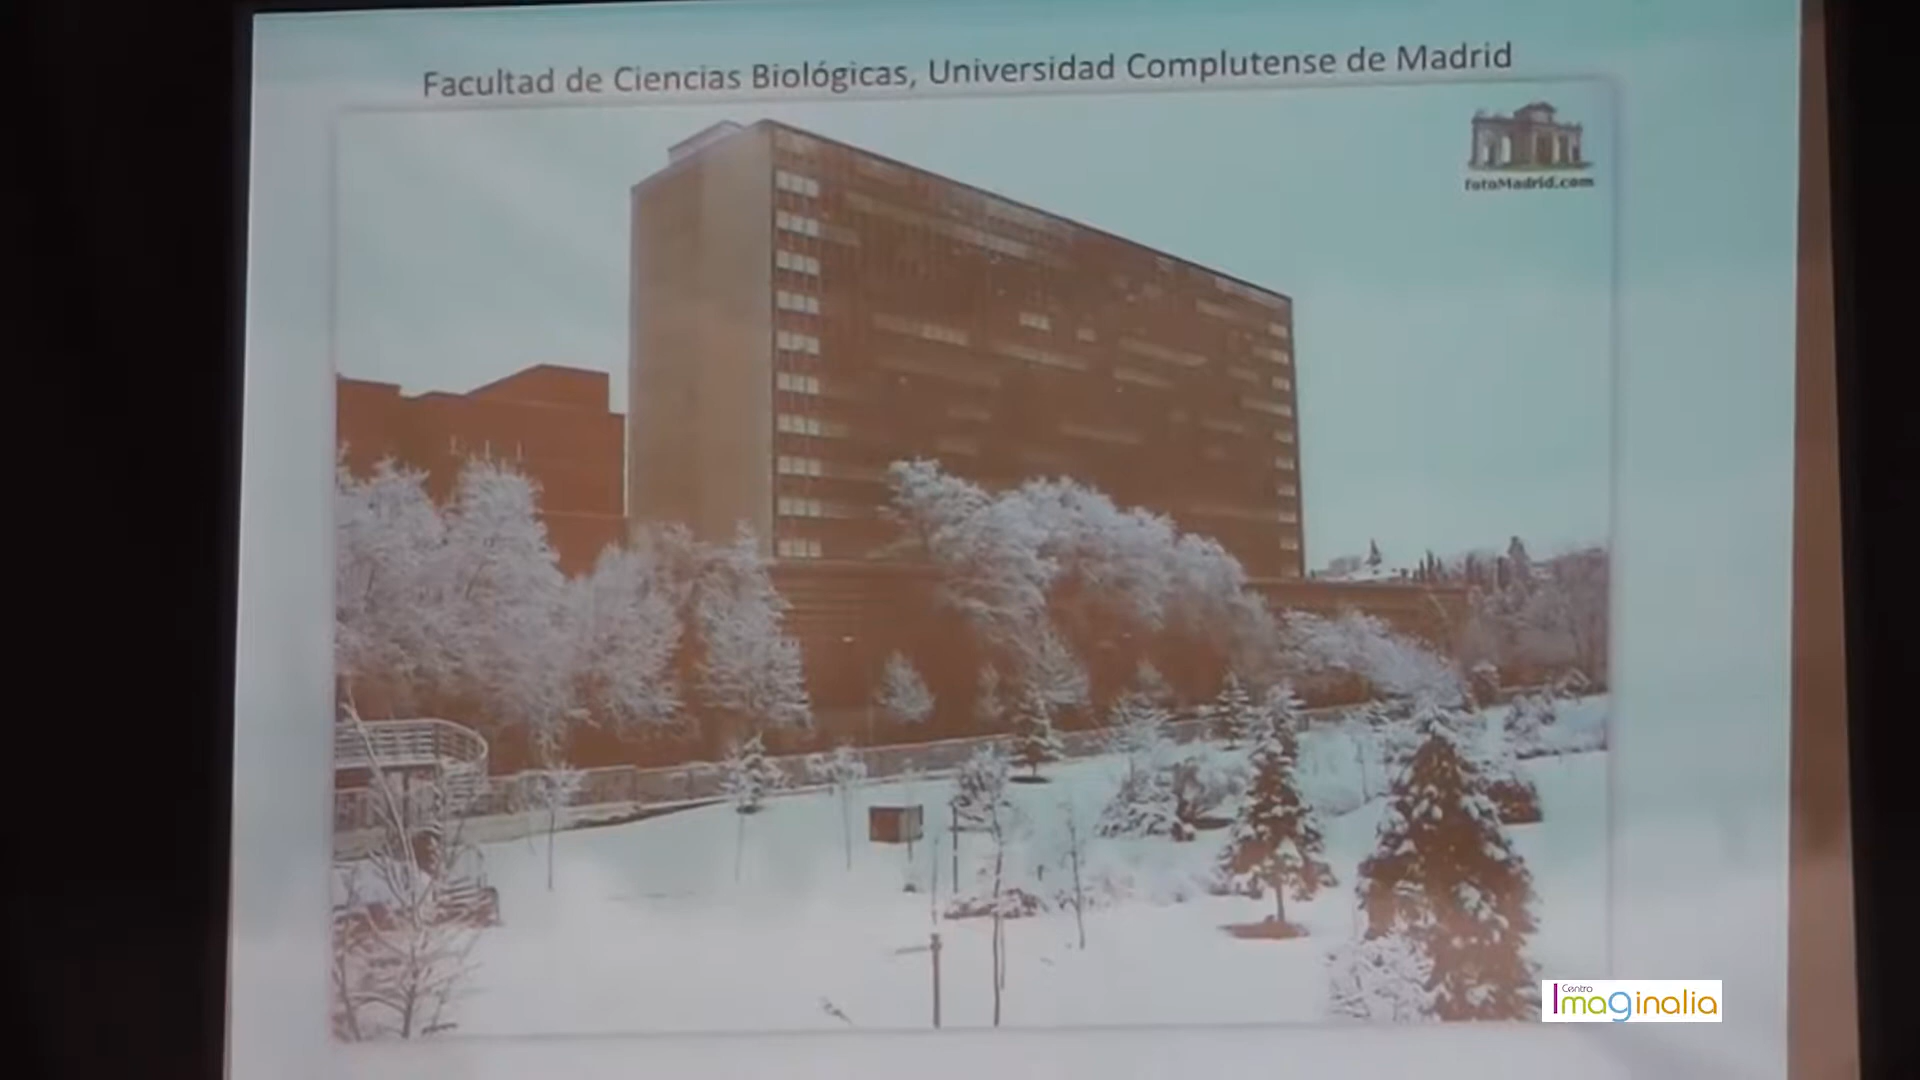 Facultad de Ciencias Biológicas, Universidad Complutense de Madrid
fotoMadrid.com
Centro
Imaginalia